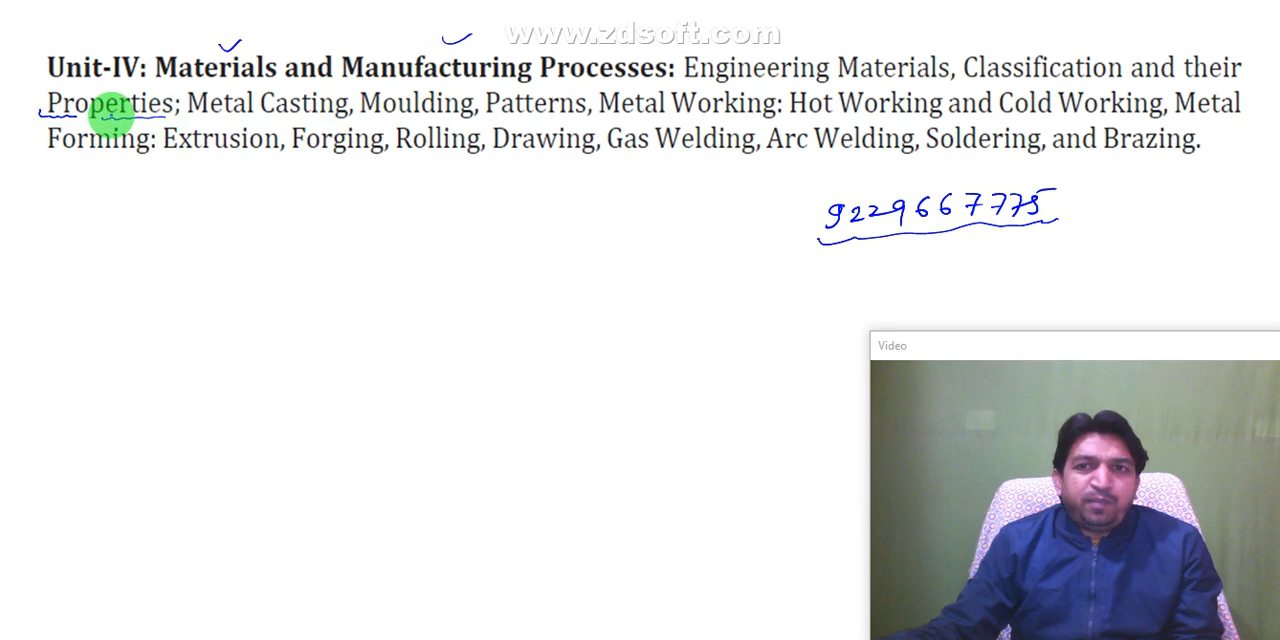 www.zdsoft.com
Unit-IV: Materials and Manufacturing Processes: Engineering Materials, Classification and their
Properties; Metal Casting, Moulding, Patterns, Metal Working: Hot Working and Cold Working, Metal
Forming: Extrusion, Forging, Rolling, Drawing, Gas Welding, Arc Welding, Soldering, and Brazing.
9229667775
Video